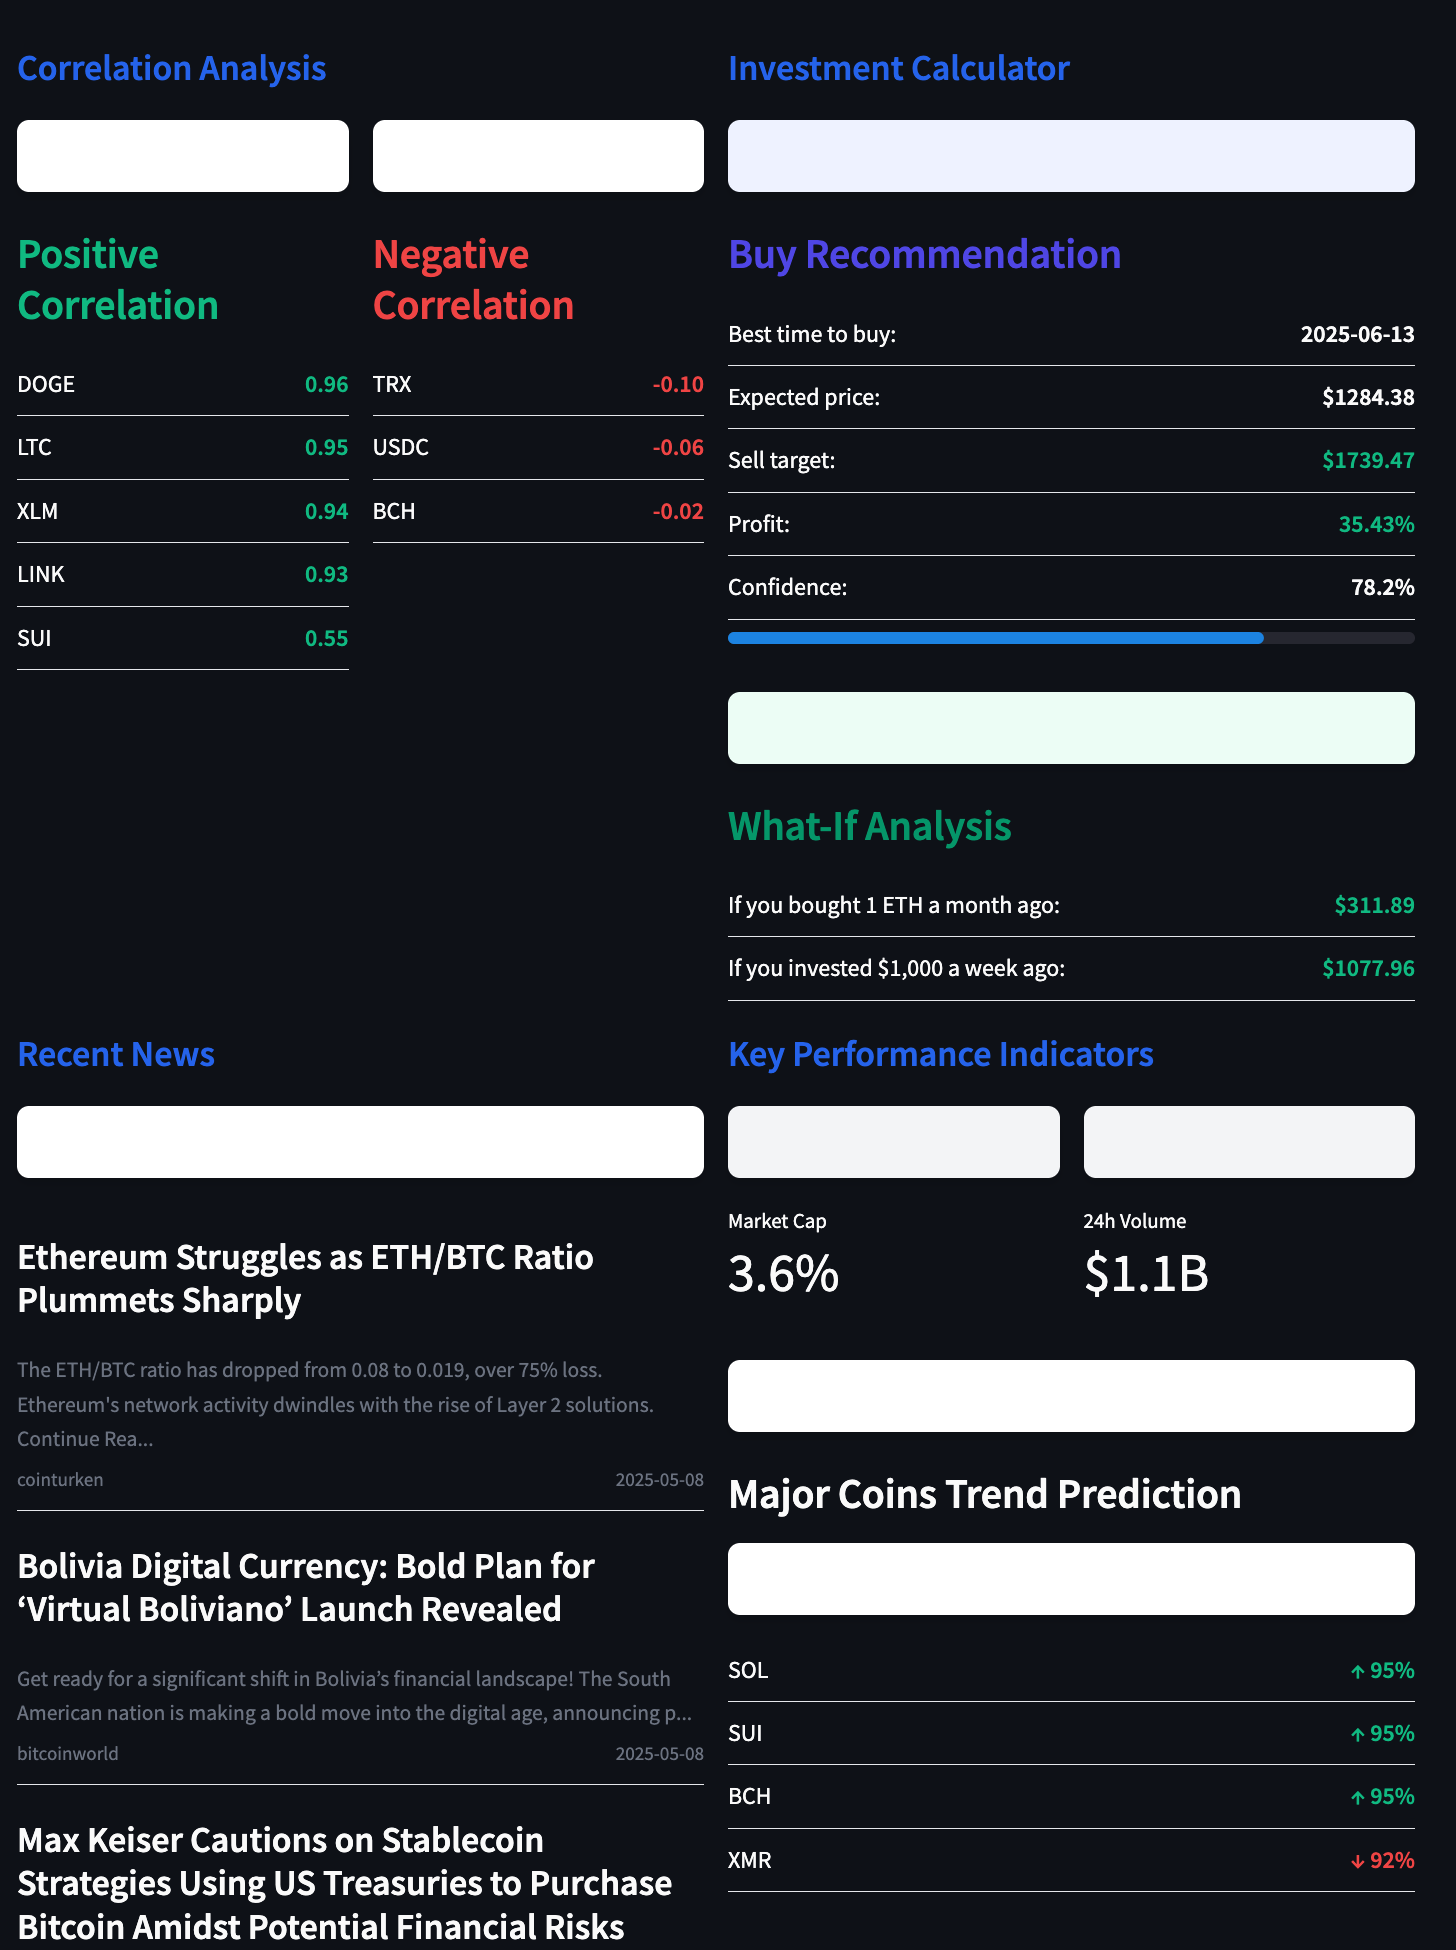 Correlation Analysis
Positive
Correlation
DOGE 0.96
LTC 0.95
XLM 0.94
LINK 0.93
SUI 0.55
Negative
Correlation
TRX -0.10
USDC -0.06
BCH -0.02
Investment Calculator
Buy Recommendation
Best time to buy: 2025-06-13
Expected price: $1284.38
Sell target: $1739.47
Profit: 35.43%
Confidence: 78.2%
What-If Analysis
If you bought 1 ETH a month ago: $311.89
If you invested $1,000 a week ago: $1077.96
Recent News
Ethereum Struggles as ETH/BTC Ratio
Plummets Sharply
The ETH/BTC ratio has dropped from 0.08 to 0.019, over 75% loss.
Ethereum's network activity dwindles with the rise of Layer 2 solutions.
Continue Rea...
cointurken 2025-05-08
Bolivia Digital Currency: Bold Plan for
‘Virtual Boliviano’ Launch Revealed
Get ready for a significant shift in Bolivia’s financial landscape! The South
American nation is making a bold move into the digital age, announcing p...
bitcoinworld 2025-05-08
Max Keiser Cautions on Stablecoin
Strategies Using US Treasuries to Purchase
Bitcoin Amidst Potential Financial Risks
Key Performance Indicators
Market Cap
3.6%
24h Volume
$1.1B
Major Coins Trend Prediction
SOL ↑ 95%
SUI ↑ 95%
BCH ↑ 95%
XMR ↓ 92%